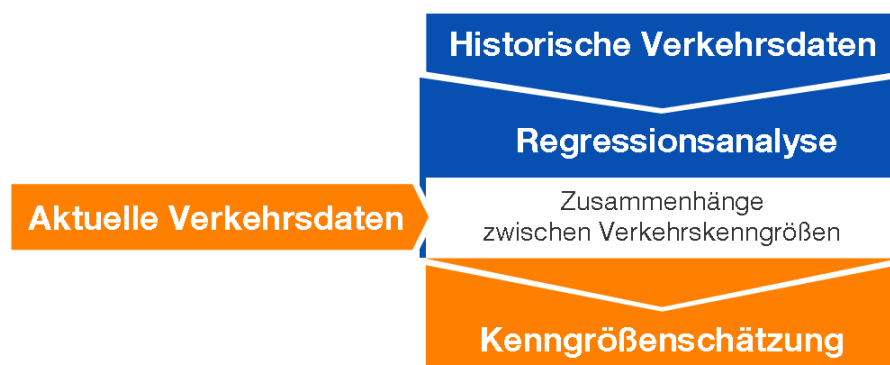 Historische Verkehrsdaten
Regressionsanalyse
Aktuelle Verkehrsdaten
Zusammenhänge
zwischen Verkehrskenngrößen
Kenngrößenschätzung